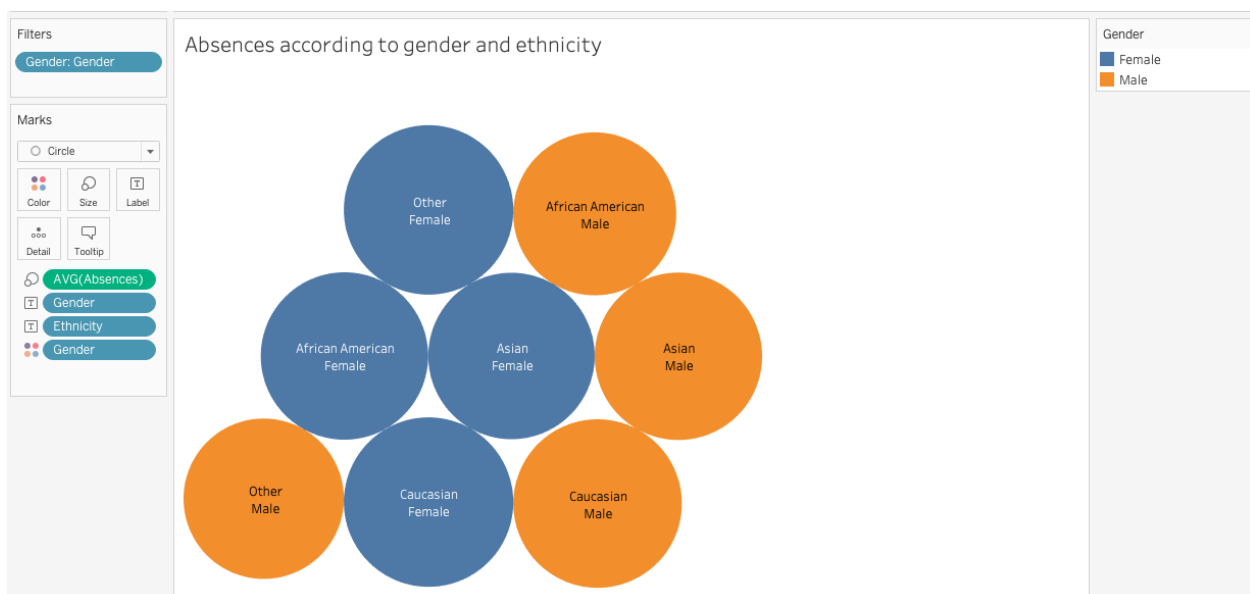 Filters
Gender: Gender
Marks
Circle
Color
Size
Label
Detail
Tooltip
AVG(Absences)
Gender
Ethnicity
Gender
Absences according to gender and ethnicity
Other
Female
African American
Male
African American
Female
Asian
Female
Asian
Male
Other
Male
Caucasian
Female
Caucasian
Male
Gender
Female
Male